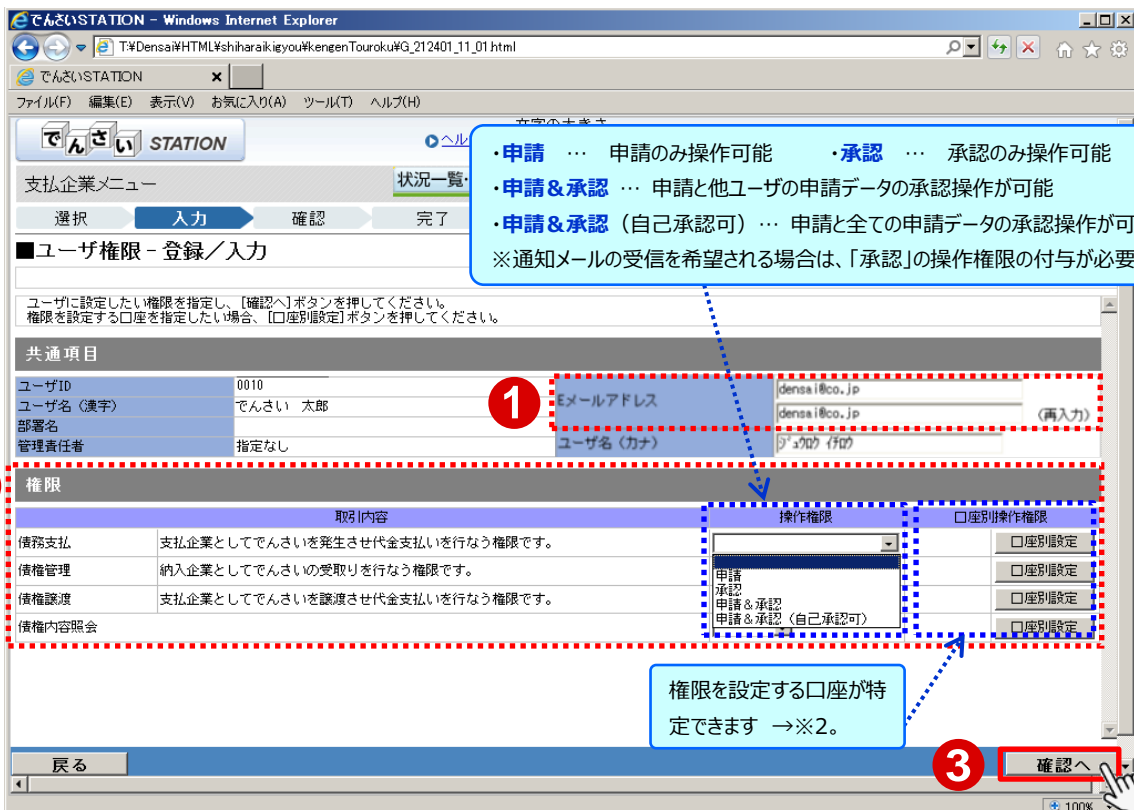 でんさいSTATION - Windows Internet Explorer
T:¥Densai¥HTML¥shiharaikigyou¥kengenTouroku¥G_212401_11_01.html
でんさいSTATION
ファイル(F) 編集(E) 表示(V) お気に入り(A) ツール(T) ヘルプ(H)
でんさい STATION
支払企業メニュー
状況一覧・
選択 入力 確認 完了
・申請 … 申請のみ操作可能 ・承認 … 承認のみ操作可能
・申請＆承認 … 申請と他ユーザの申請データの承認操作が可能
・申請＆承認（自己承認可）… 申請と全ての申請データの承認操作が可
※通知メールの受信を希望される場合は、「承認」の操作権限の付与が必要
■ユーザ権限－登録／入力
ユーザに設定したい権限を指定し、[確認へ]ボタンを押してください。
権限を設定する口座を指定したい場合、[口座別設定]ボタンを押してください。
共通項目
ユーザID 0010
ユーザ名（漢字） でんさい 太郎
部署名
管理責任者 指定なし
1
Eメールアドレス densai@co.jp
densai@co.jp （再入力）
ユーザ名（カナ） ｼﾞｭｳﾛｳ ｲﾁﾛｳ
権限
取引内容 操作権限 口座別操作権限
債務支払 支払企業としてでんさいを発生させ代金支払いを行なう権限です。 口座別設定
債権管理 納入企業としてでんさいの受取りを行なう権限です。 口座別設定
債権譲渡 支払企業としてでんさいを譲渡させ代金支払いを行なう権限です。 口座別設定
債権内容照会 口座別設定
申請
承認
申請＆承認
申請＆承認（自己承認可）
権限を設定する口座が特
定できます →※2。
戻る
3
確認へ
100%